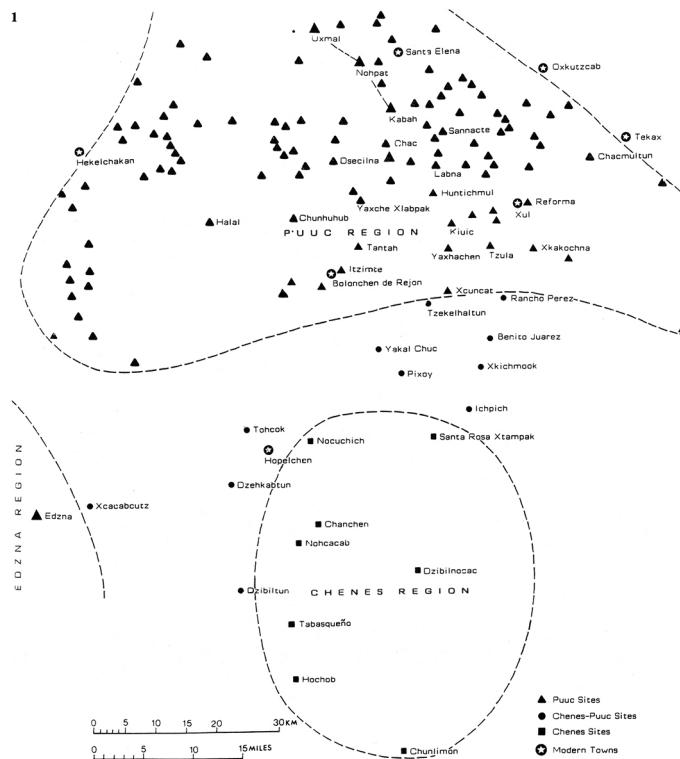 1
Uxmal
Santa Elena
Nohpat
Oxkutzcab
Kabah
Sannacte
Tekax
Chac
Hekelchakan
Dsecilna
Chacmultun
Labna
Huntichmul
Yaxche Xlabpak
Reforma
Xul
Halal
Chunhuhub
Kiuic
PUUC REGION
Tantah
Yaxhachen
Tzula
Xkakochna
Itzimte
Bolonchen de Rejon
Xcuncat
Rancho Perez
Tzekelhaltun
Benito Juarez
Yakal Chuc
Pixoy
Xkichmook
Ichpich
Tohcok
Nocuchich
Santa Rosa Xtampak
Hopelchen
Dzehkabtun
EDZNA REGION
Xcacabcutz
Edzna
Chanchen
Nohcacab
Dzibilnocac
Dzibiltun
CHENES REGION
Tabasqueño
Hochob
Puuc Sites
Chenes-Puuc Sites
0 5 10 20 30 KM
Chenes Sites
0 5 10 15 MILES
Chunlimón
Modern Towns